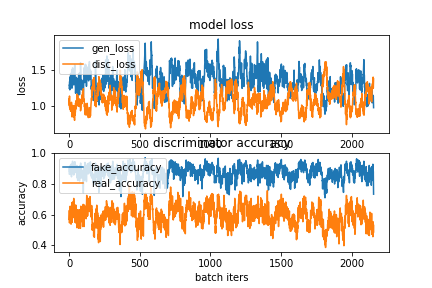 model loss
loss
1.5
1.0
gen_loss
disc_loss
0
500
1000
1500
2000
discriminator accuracy
accuracy
1.0
0.8
0.6
0.4
fake_accuracy
real_accuracy
0
500
1000
1500
2000
batch iters